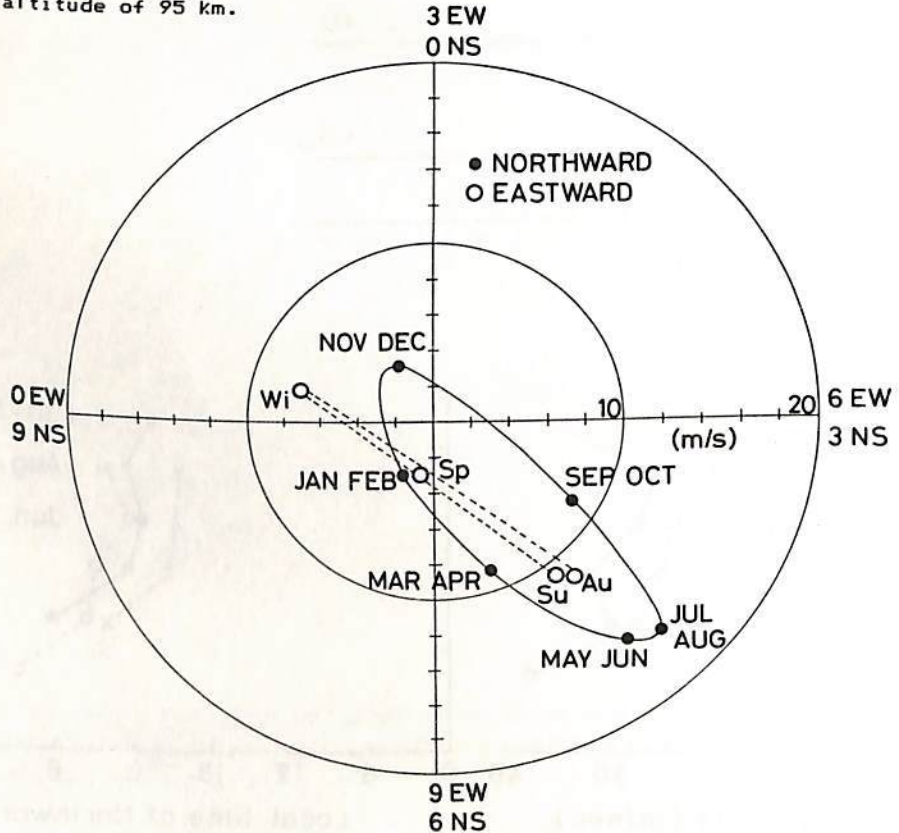 altitude of 95 km.
3 EW
0 NS
● NORTHWARD
○ EASTWARD
NOV DEC
0 EW
9 NS
Wi
10
20
6 EW
3 NS
(m/s)
Sp
JAN FEB
SEP OCT
MAR APR
Su
Au
JUL
AUG
MAY JUN
9 EW
6 NS